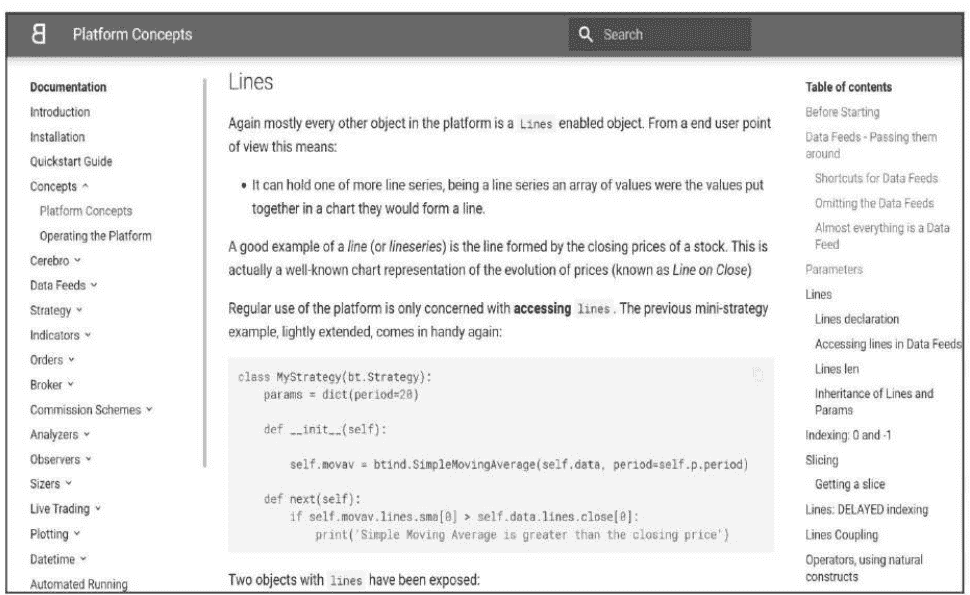 B Platform Concepts
Search
Documentation
Introduction
Installation
Quickstart Guide
Concepts
Platform Concepts
Operating the Platform
Cerebro
Data Feeds
Strategy
Indicators
Orders
Broker
Commission Schemes
Analyzers
Observers
Sizers
Live Trading
Plotting
Datetime
Automated Running
Lines
Again mostly every other object in the platform is a Lines enabled object. From a end user point
of view this means:
• It can hold one of more line series, being a line series an array of values were the values put
together in a chart they would form a line.
A good example of a line (or lineseries) is the line formed by the closing prices of a stock. This is
actually a well-known chart representation of the evolution of prices (known as Line on Close)
Regular use of the platform is only concerned with accessing lines. The previous mini-strategy
example, lightly extended, comes in handy again:
class MyStrategy(bt.Strategy):
    params = dict(period=20)
    def __init__(self):
        self.movav = btind.SimpleMovingAverage(self.data, period=self.p.period)
    def next(self):
        if self.movav.lines.sma[0] > self.data.lines.close[0]:
            print('Simple Moving Average is greater than the closing price')
Two objects with lines have been exposed:
Table of contents
Before Starting
Data Feeds - Passing them
around
Shortcuts for Data Feeds
Omitting the Data Feeds
Almost everything is a Data
Feed
Parameters
Lines
Lines declaration
Accessing lines in Data Feeds
Lines len
Inheritance of Lines and
Params
Indexing: 0 and -1
Slicing
Getting a slice
Lines: DELAYED indexing
Lines Coupling
Operators, using natural
constructs